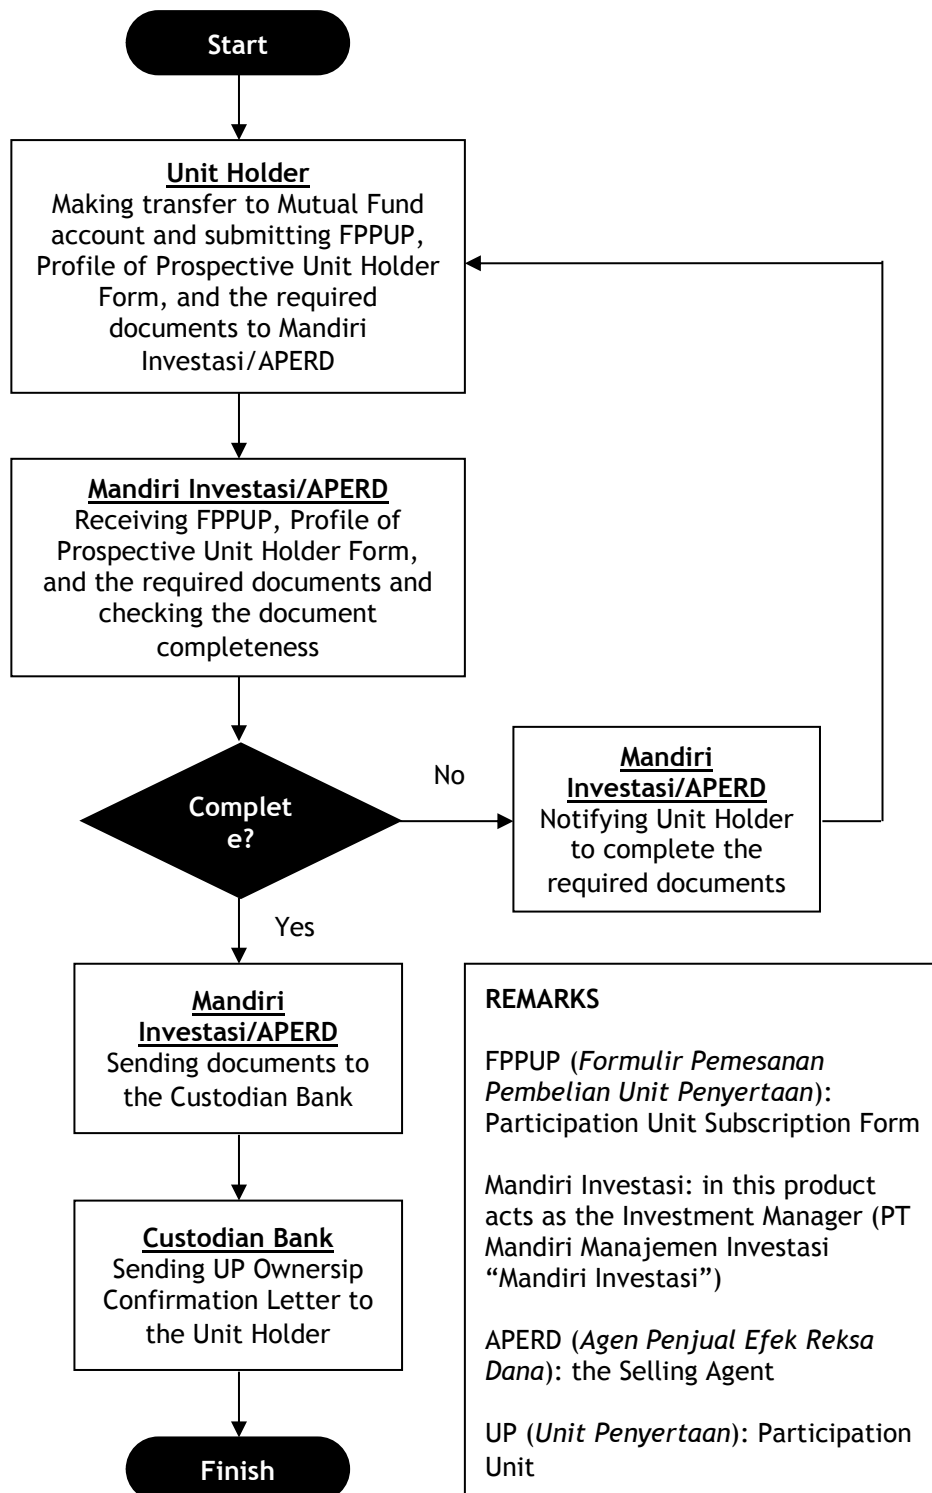 Start
Unit Holder
Making transfer to Mutual Fund
account and submitting FPPUP,
Profile of Prospective Unit Holder
Form, and the required
documents to Mandiri
Investasi/APERD
Mandiri Investasi/APERD
Receiving FPPUP, Profile of
Prospective Unit Holder Form,
and the required documents and
checking the document
completeness
Complet
e?
No
Mandiri
Investasi/APERD
Notifying Unit Holder
to complete the
required documents
Yes
Mandiri
Investasi/APERD
Sending documents to
the Custodian Bank
Custodian Bank
Sending UP Ownersip
Confirmation Letter to
the Unit Holder
Finish
REMARKS
FPPUP (Formulir Pemesanan
Pembelian Unit Penyertaan):
Participation Unit Subscription Form
Mandiri Investasi: in this product
acts as the Investment Manager (PT
Mandiri Manajemen Investasi
“Mandiri Investasi”)
APERD (Agen Penjual Efek Reksa
Dana): the Selling Agent
UP (Unit Penyertaan): Participation
Unit